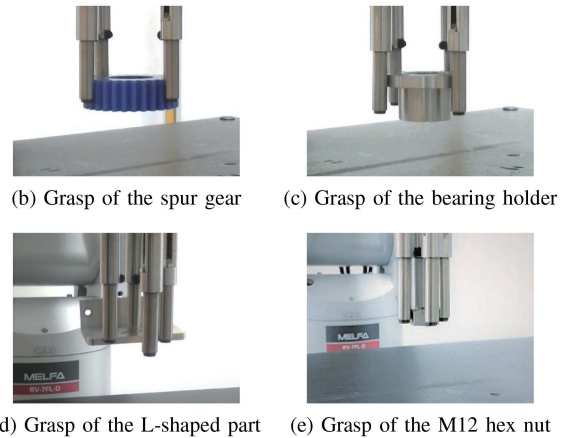 (b) Grasp of the spur gear
(c) Grasp of the bearing holder
MELFA
RV-7FL-D
MELFA
RV-7FL-D
d) Grasp of the L-shaped part
(e) Grasp of the M12 hex nut